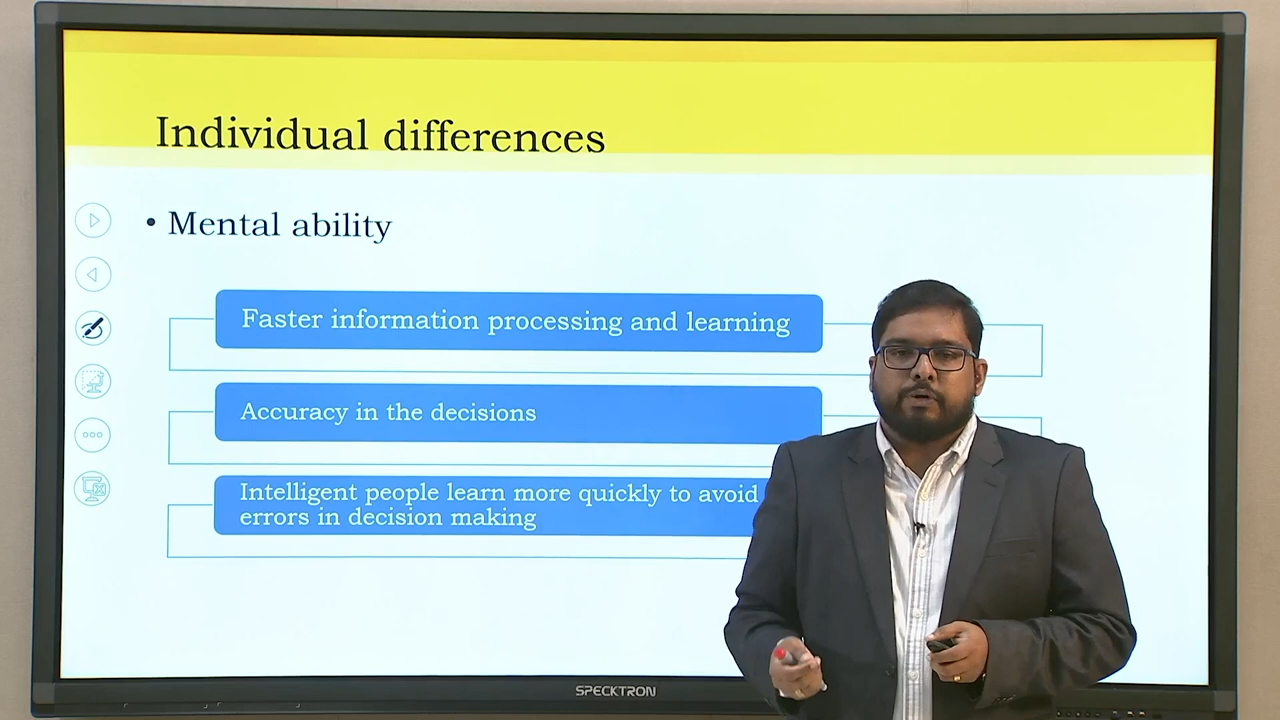 Individual differences
• Mental ability
Faster information processing and learning
Accuracy in the decisions
Intelligent people learn more quickly to avoid
errors in decision making
SPECKTRON